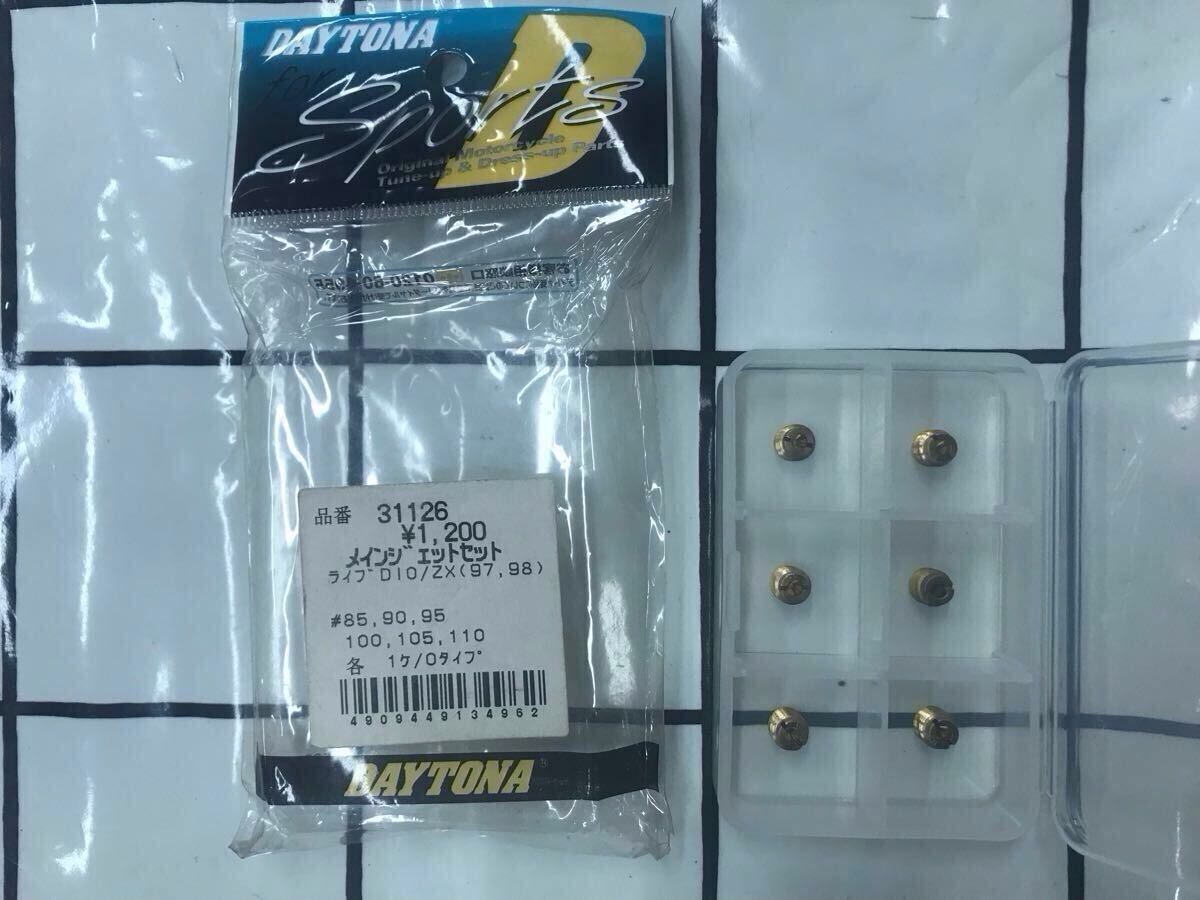 DAYTONA
for
Sports
Original Motorcycle
Tune-up & Dress-up Parts
品番 31126
¥1,200
メインジェットセット
ライブDIO/ZX(97,98)
#85,90,95
100,105,110
各 1ケ/Oタイプ
4909449134962
DAYTONA